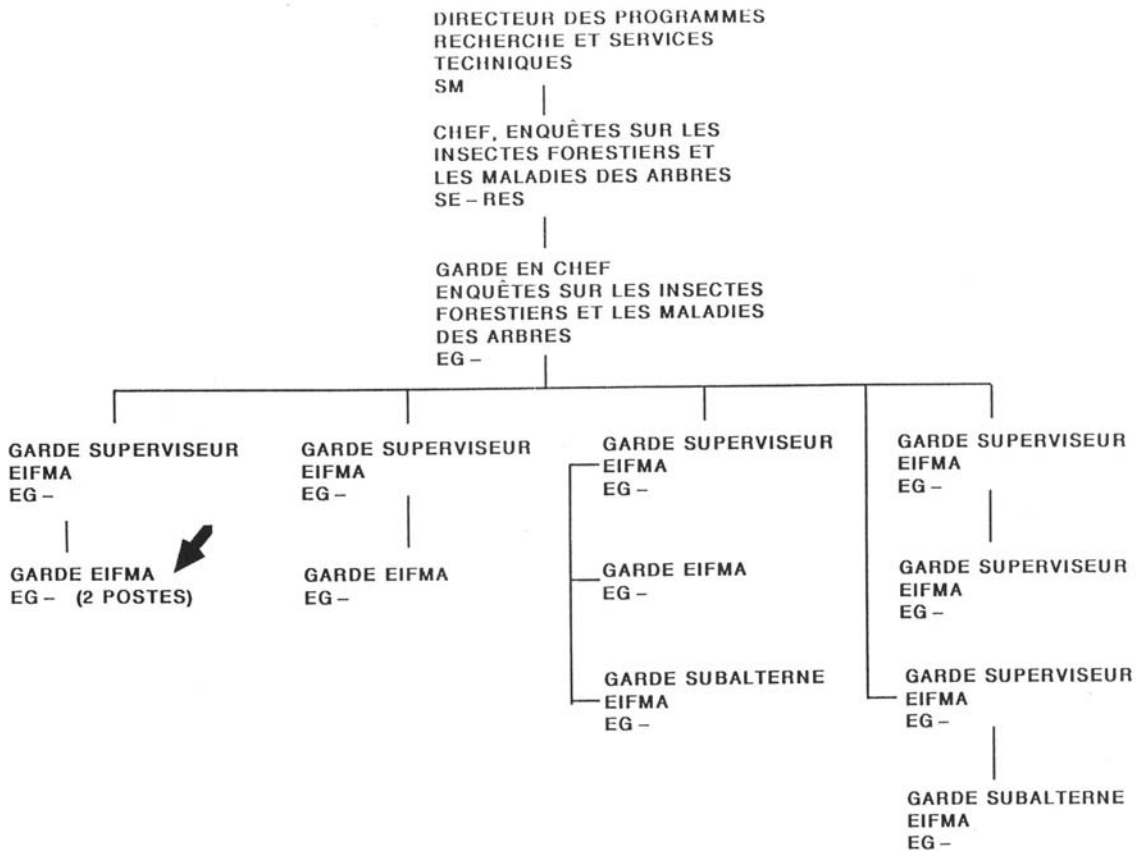 DIRECTEUR DES PROGRAMMES
RECHERCHE ET SERVICES
TECHNIQUES
SM
CHEF, ENQUÊTES SUR LES
INSECTES FORESTIERS ET
LES MALADIES DES ARBRES
SE – RES
GARDE EN CHEF
ENQUÊTES SUR LES INSECTES
FORESTIERS ET LES MALADIES
DES ARBRES
EG –
GARDE SUPERVISEUR
EIFMA
EG –
GARDE EIFMA
EG – (2 POSTES)
GARDE SUPERVISEUR
EIFMA
EG –
GARDE EIFMA
EG –
GARDE SUPERVISEUR
EIFMA
EG –
GARDE EIFMA
EG –
GARDE SUBALTERNE
EIFMA
EG –
GARDE SUPERVISEUR
EIFMA
EG –
GARDE SUPERVISEUR
EIFMA
EG –
GARDE SUPERVISEUR
EIFMA
EG –
GARDE SUBALTERNE
EIFMA
EG –